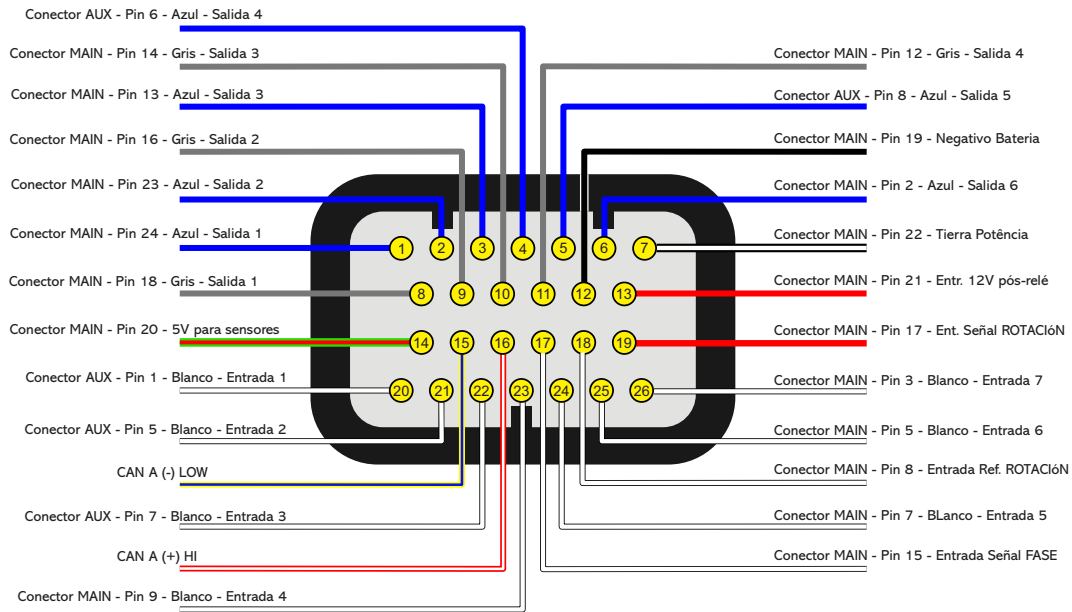 Conector AUX - Pin 6 - Azul - Salida 4
Conector MAIN - Pin 14 - Gris - Salida 3
Conector MAIN - Pin 13 - Azul - Salida 3
Conector MAIN - Pin 16 - Gris - Salida 2
Conector MAIN - Pin 23 - Azul - Salida 2
Conector MAIN - Pin 24 - Azul - Salida 1
Conector MAIN - Pin 18 - Gris - Salida 1
Conector MAIN - Pin 20 - 5V para sensores
Conector AUX - Pin 1 - Blanco - Entrada 1
Conector AUX - Pin 5 - Blanco - Entrada 2
CAN A (-) LOW
Conector AUX - Pin 7 - Blanco - Entrada 3
CAN A (+) HI
Conector MAIN - Pin 9 - Blanco - Entrada 4
1 2 3 4 5 6 7
8 9 10 11 12 13
14 15 16 17 18 19
20 21 22 23 24 25 26
Conector MAIN - Pin 12 - Gris - Salida 4
Conector AUX - Pin 8 - Azul - Salida 5
Conector MAIN - Pin 19 - Negativo Bateria
Conector MAIN - Pin 2 - Azul - Salida 6
Conector MAIN - Pin 22 - Tierra Potência
Conector MAIN - Pin 21 - Entr. 12V pós-relé
Conector MAIN - Pin 17 - Ent. Señal ROTACIóN
Conector MAIN - Pin 3 - Blanco - Entrada 7
Conector MAIN - Pin 5 - Blanco - Entrada 6
Conector MAIN - Pin 8 - Entrada Ref. ROTACIóN
Conector MAIN - Pin 7 - BLanco - Entrada 5
Conector MAIN - Pin 15 - Entrada Señal FASE